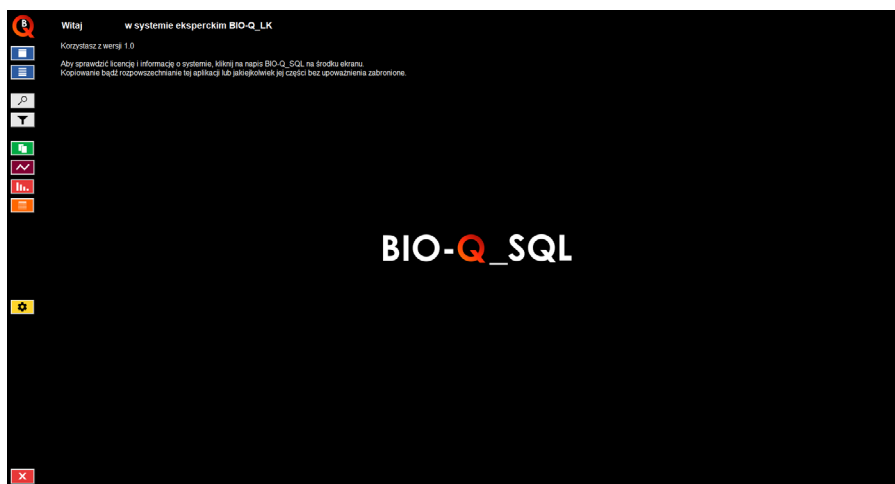 Witaj w systemie eksperckim BIO-Q_LK
Korzystasz z wersji 1.0
Aby sprawdzić licencję i informację o systemie, kliknij na napis BIO-Q_SQL na środku ekranu.
Kopiowanie bądź rozpowszechnianie tej aplikacji lub jakiejkolwiek jej części bez upoważnienia zabronione.
BIO-Q_SQL